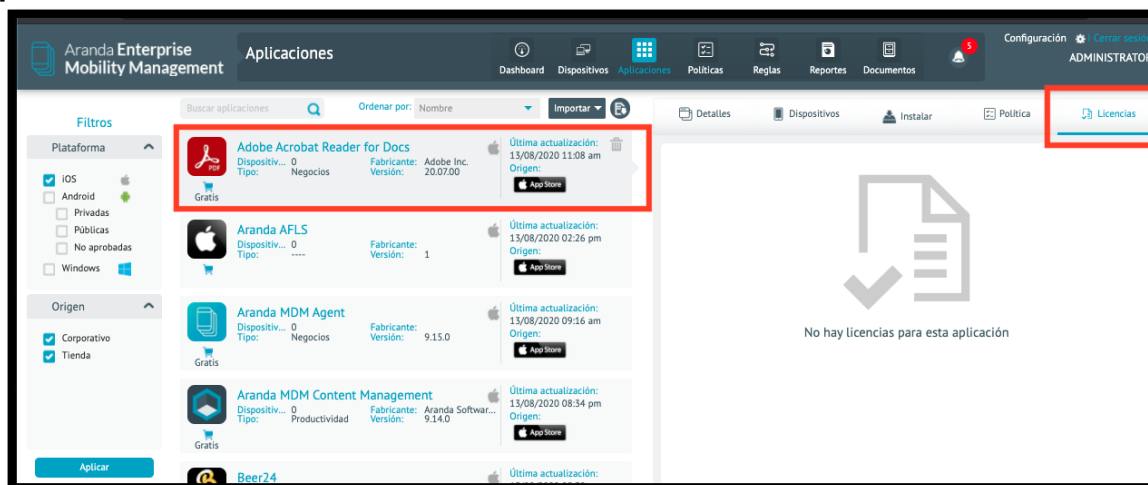 Aranda Enterprise
Mobility Management
Aplicaciones
Dashboard
Dispositivos
Aplicaciones
Políticas
Reglas
Reportes
Documentos
5
Configuración | Cerrar sesión
ADMINISTRATOR
Filtros
Plataforma
iOS
Android
Privadas
Públicas
No aprobadas
Windows
Origen
Corporativo
Tienda
Aplicar
Buscar aplicaciones
Ordenar por: Nombre
Importar
Adobe Acrobat Reader for Docs
Dispositiv... 0 Fabricante: Adobe Inc.
Tipo: Negocios Versión: 20.07.00
PDF
Gratis
Última actualización:
13/08/2020 11:08 am
Origen:
App Store
Aranda AFLS
Dispositiv... 0 Fabricante:
Tipo: ---- Versión: 1
Última actualización:
13/08/2020 02:26 pm
Origen:
App Store
Aranda MDM Agent
Dispositiv... 0 Fabricante:
Tipo: Negocios Versión: 9.15.0
Gratis
Última actualización:
13/08/2020 09:16 am
Origen:
App Store
Aranda MDM Content Management
Dispositiv... 0 Fabricante: Aranda Softwar...
Tipo: Productividad Versión: 9.14.0
Gratis
Última actualización:
13/08/2020 08:34 pm
Origen:
App Store
Beer24
Última actualización:
Detalles
Dispositivos
Instalar
Política
Licencias
No hay licencias para esta aplicación